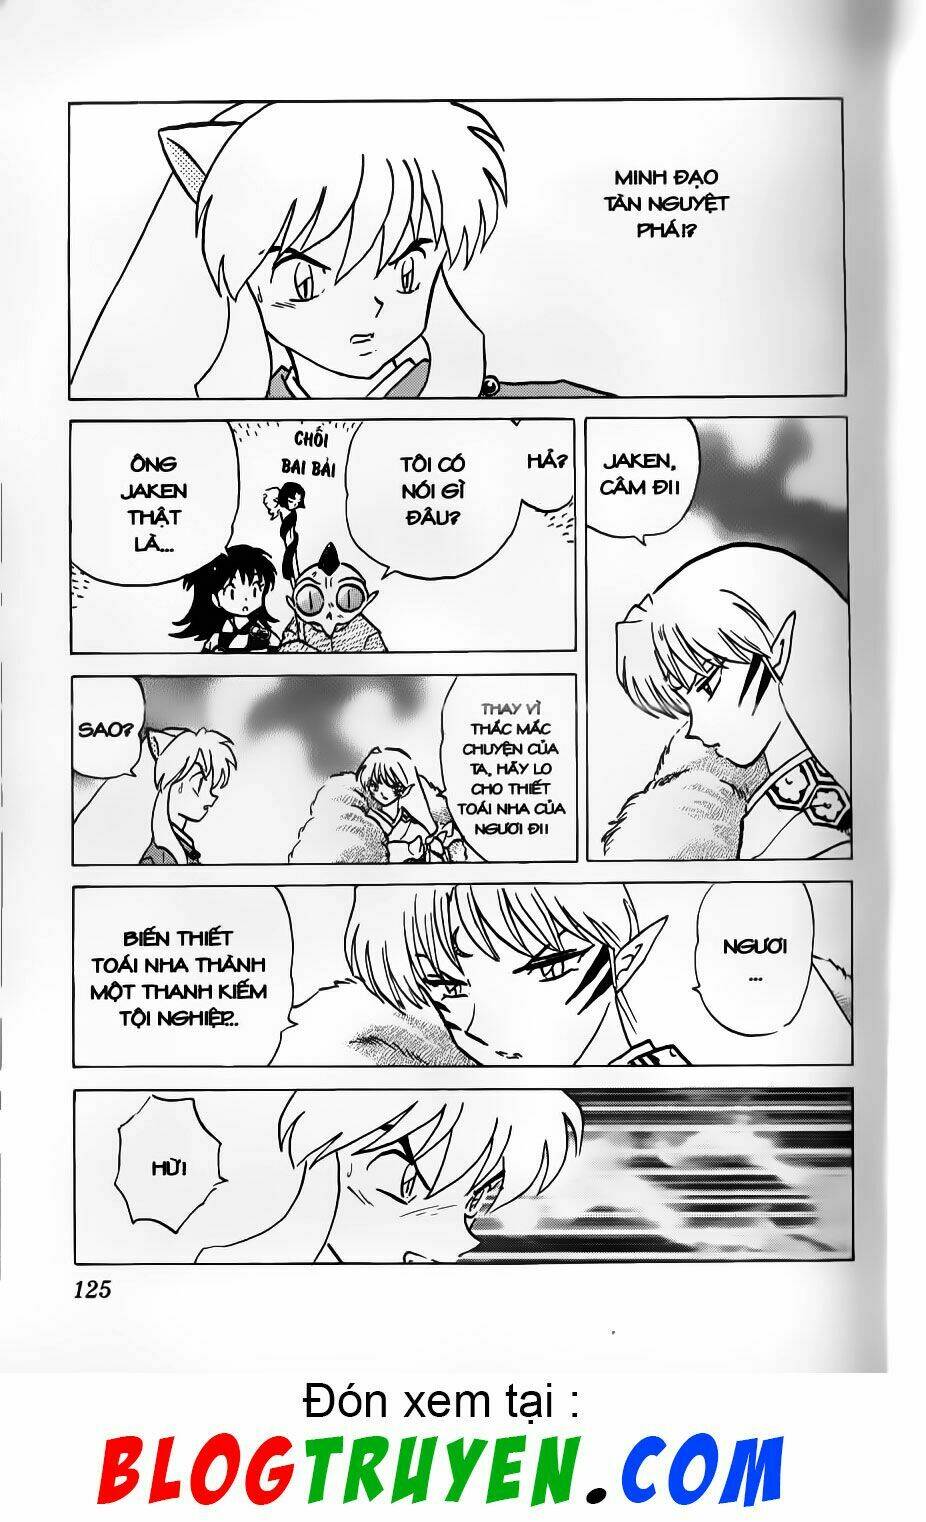 MINH ĐẠO
TÀN NGUYỆT
PHÁ!?
JAKEN,
CÂM ĐI!
HẢ?
TÔI CÓ
NÓI GÌ
ĐÂU?
CHỐI
BAI BẢI
ÔNG
JAKEN
THẬT
LÀ...
THAY VÌ
THẮC MẮC
CHUYỆN CỦA
TA, HÃY LO
CHO THIẾT
TOÁI NHA CỦA
NGƯƠI ĐI!
SAO?
NGƯƠI
...
BIẾN THIẾT
TOÁI NHA THÀNH
MỘT THANH KIẾM
TỘI NGHIỆP...
HỪ!
125
Đón xem tại :
BLOGTRUYEN.COM